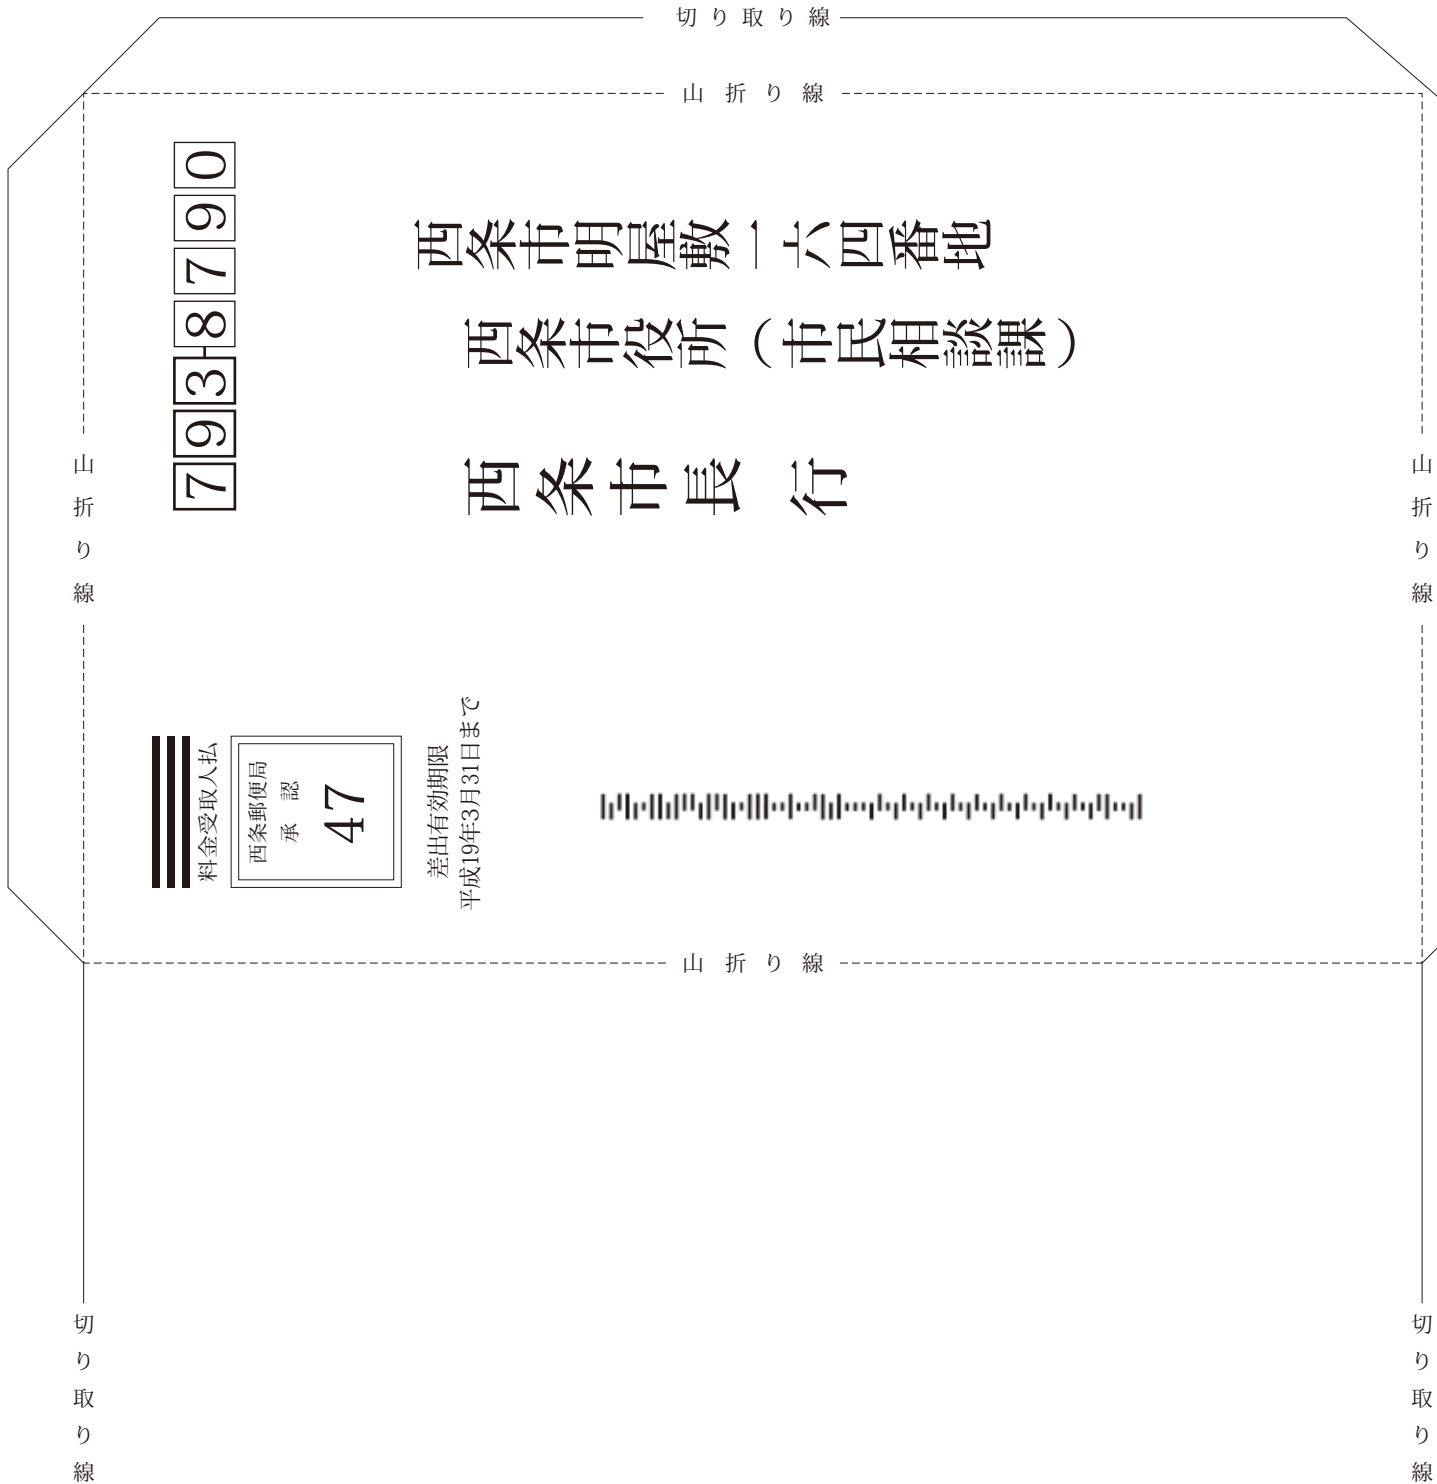 切り取り線
山折り線
7938790
西条市明屋敷一六四番地
西条市役所（市民相談課）
西条市長 行
山折り線
山折り線
料金受取人払
西条郵便局
承 認
47
差出有効期限
平成19年3月31日まで
山折り線
切り取り線
切り取り線